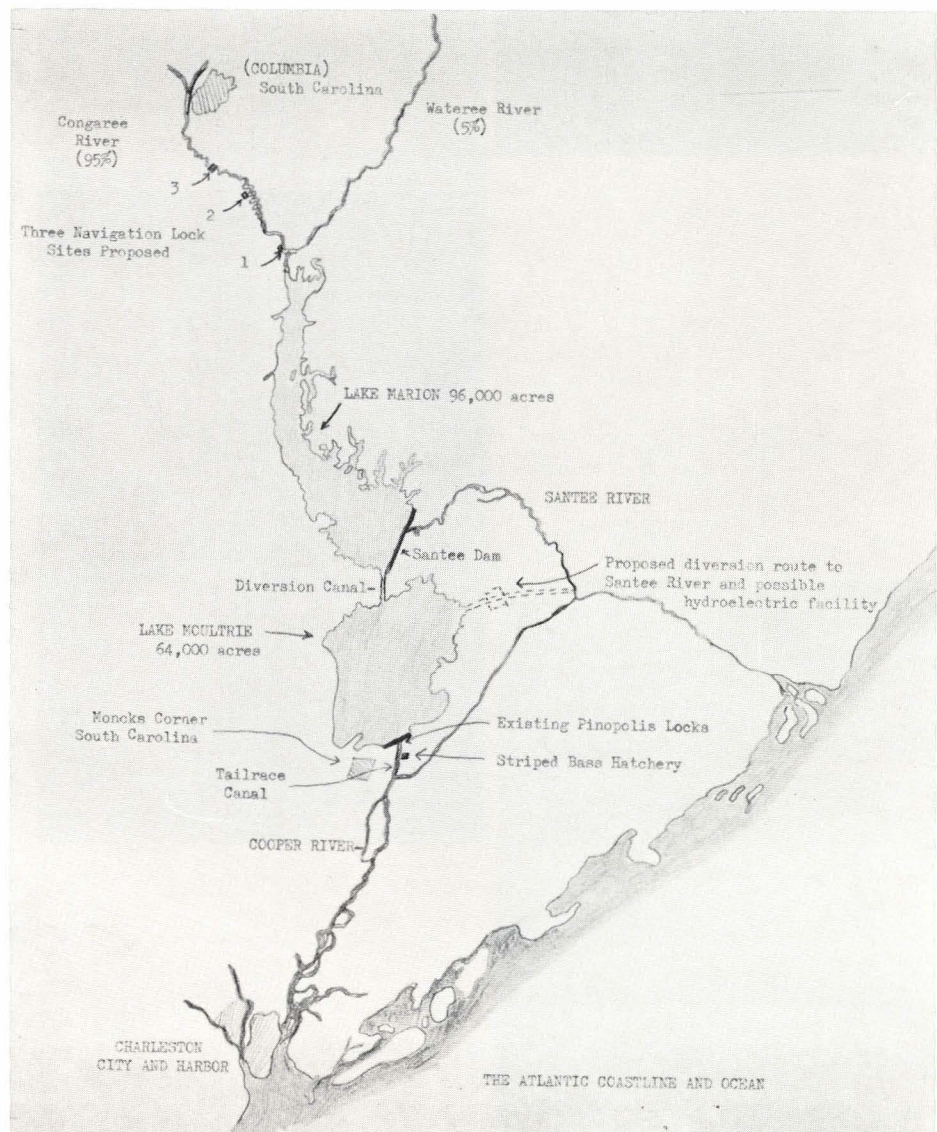 (COLUMBIA)
South Carolina
Wateree River
(5%)
Congaree
River
(95%)
3
2
Three Navigation Lock
Sites Proposed
1
LAKE MARION 96,000 acres
SANTEE RIVER
Santee Dam
Proposed diversion route to
Santee River and possible
hydroelectric facility
Diversion Canal
LAKE MOULTRIE
64,000 acres
Moncks Corner
South Carolina
Existing Pinopolis Locks
Striped Bass Hatchery
Tailrace
Canal
COOPER RIVER
CHARLESTON
CITY AND HARBOR
THE ATLANTIC COASTLINE AND OCEAN